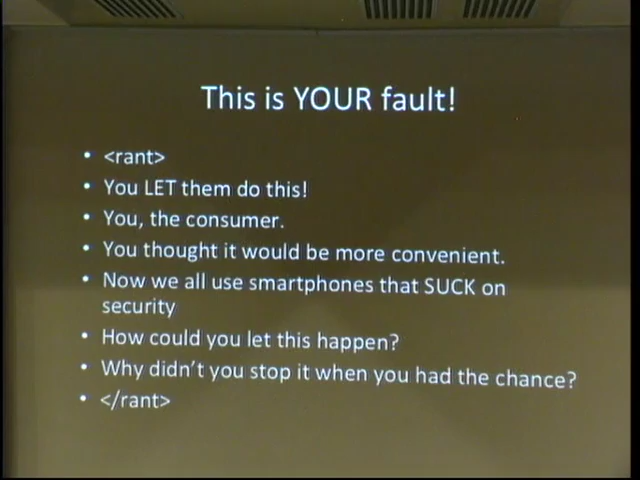 This is YOUR fault!
• <rant>
• You LET them do this!
• You, the consumer.
• You thought it would be more convenient.
• Now we all use smartphones that SUCK on
security
• How could you let this happen?
• Why didn't you stop it when you had the chance?
• </rant>